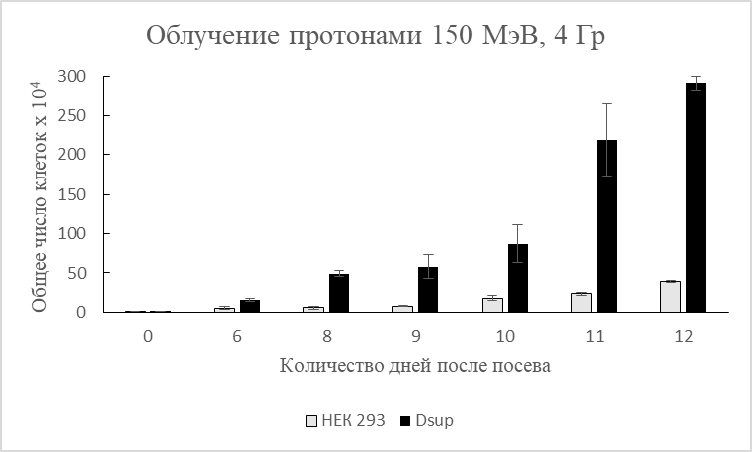 Облучение протонами 150 МэВ, 4 Гр
Общее число клеток x 10⁴
300
250
200
150
100
50
0
0 6 8 9 10 11 12
Количество дней после посева
НЕК 293 Dsup